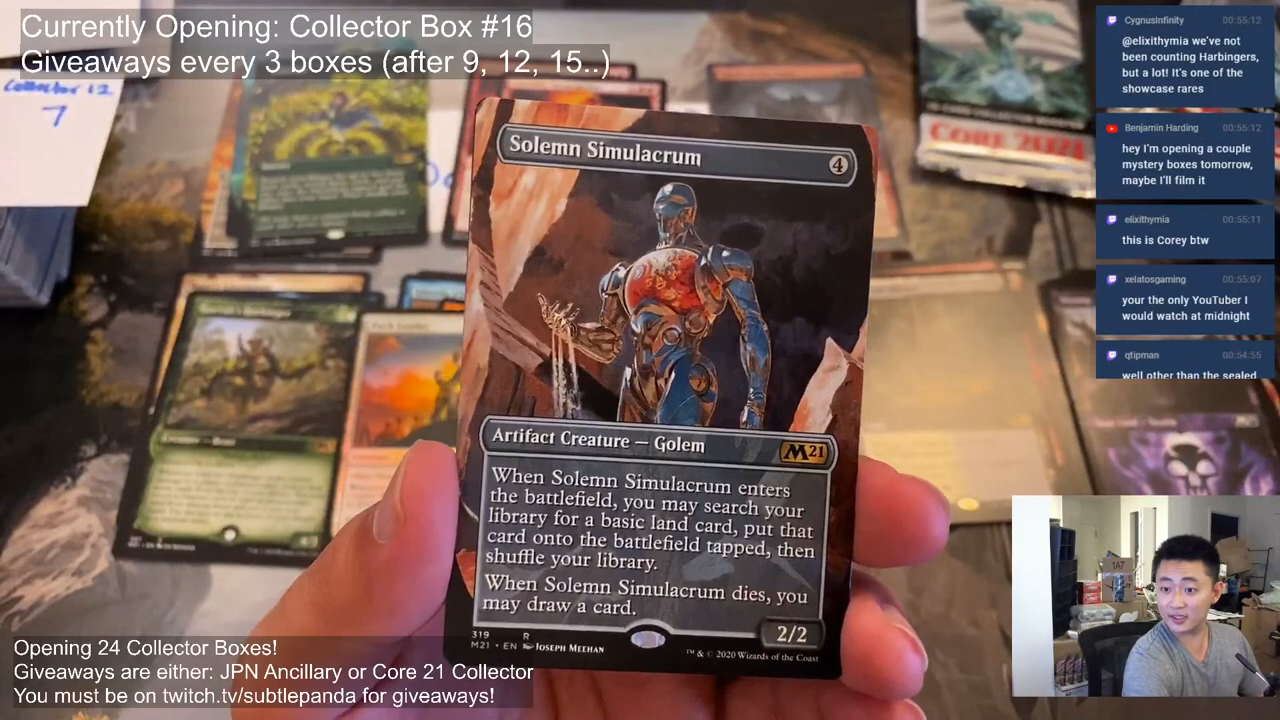 Currently Opening: Collector Box #16
Giveaways every 3 boxes (after 9, 12, 15..)
Collector 12
7
CORE 2021
Solemn Simulacrum
4
Artifact Creature — Golem
M21
When Solemn Simulacrum enters
the battlefield, you may search your
library for a basic land card, put that
card onto the battlefield tapped, then
shuffle your library.
When Solemn Simulacrum dies, you
may draw a card.
2/2
319 R
M21 • EN JOSEPH MEEHAN
™ & © 2020 Wizards of the Coast
CygnusInfinity 00:55:12
@elixithymia we've not
been counting Harbingers,
but a lot! It's one of the
showcase rares
Benjamin Harding 00:55:12
hey I'm opening a couple
mystery boxes tomorrow,
maybe I'll film it
elixithymia 00:55:11
this is Corey btw
xelatosgaming 00:55:07
your the only YouTuber I
would watch at midnight
qtipman 00:54:55
well other than the sealed
1A7
Opening 24 Collector Boxes!
Giveaways are either: JPN Ancillary or Core 21 Collector
You must be on twitch.tv/subtlepanda for giveaways!